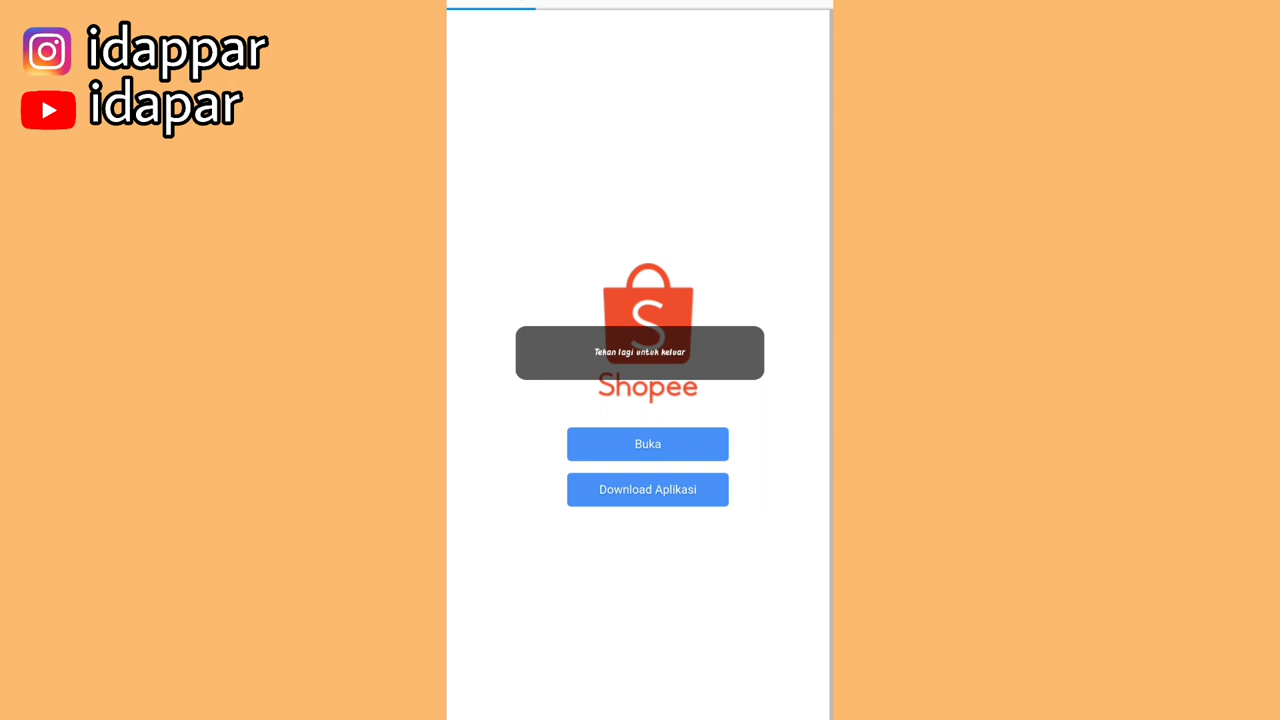 idappar
idapar
S
Tekan lagi untuk keluar
Shopee
Buka
Download Aplikasi